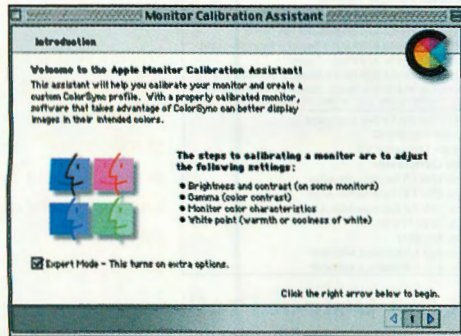 Monitor Calibration Assistant
Introduction
Welcome to the Apple Monitor Calibration Assistant!
This assistant will help you calibrate your monitor and create a
custom ColorSync profile. With a properly calibrated monitor,
software that takes advantage of ColorSync can better display
images in their intended colors.
The steps to calibrating a monitor are to adjust
the following settings:
● Brightness and contrast (on some monitors)
● Gamma (color contrast)
● Monitor color characteristics
● White point (warmth or coolness of white)
Expert Mode – This turns on extra options.
Click the right arrow below to begin.
1